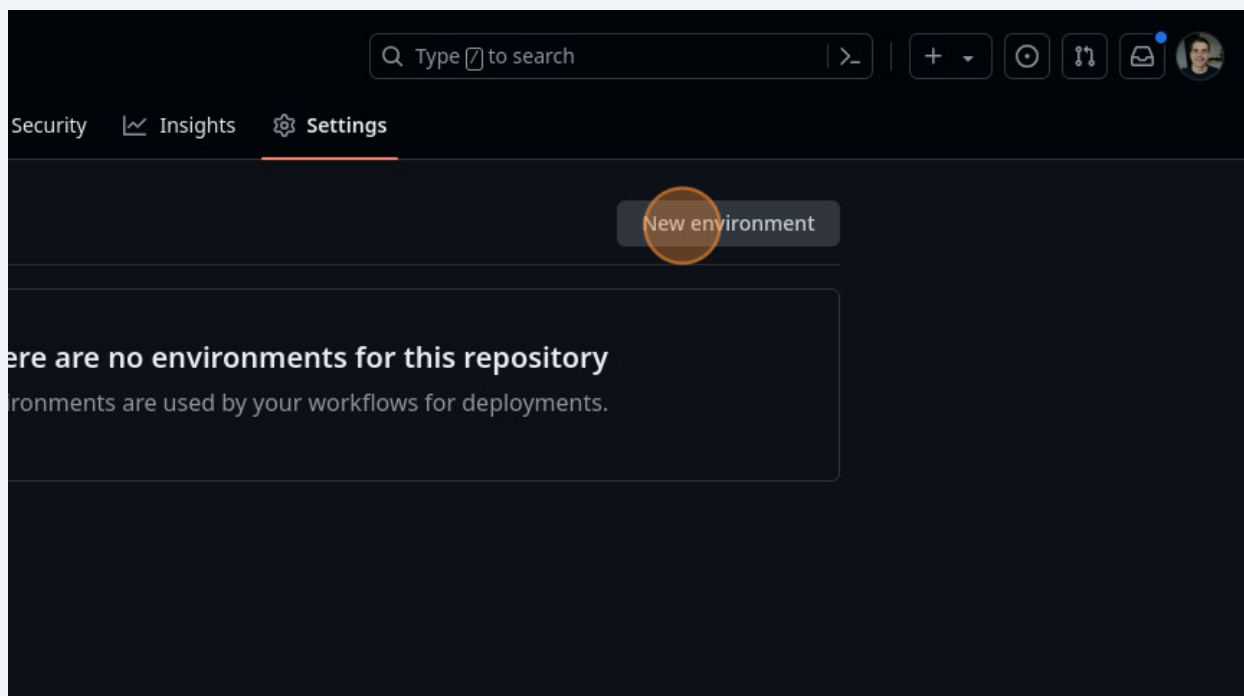 Type / to search
Security Insights Settings
New environment
ere are no environments for this repository
ironments are used by your workflows for deployments.